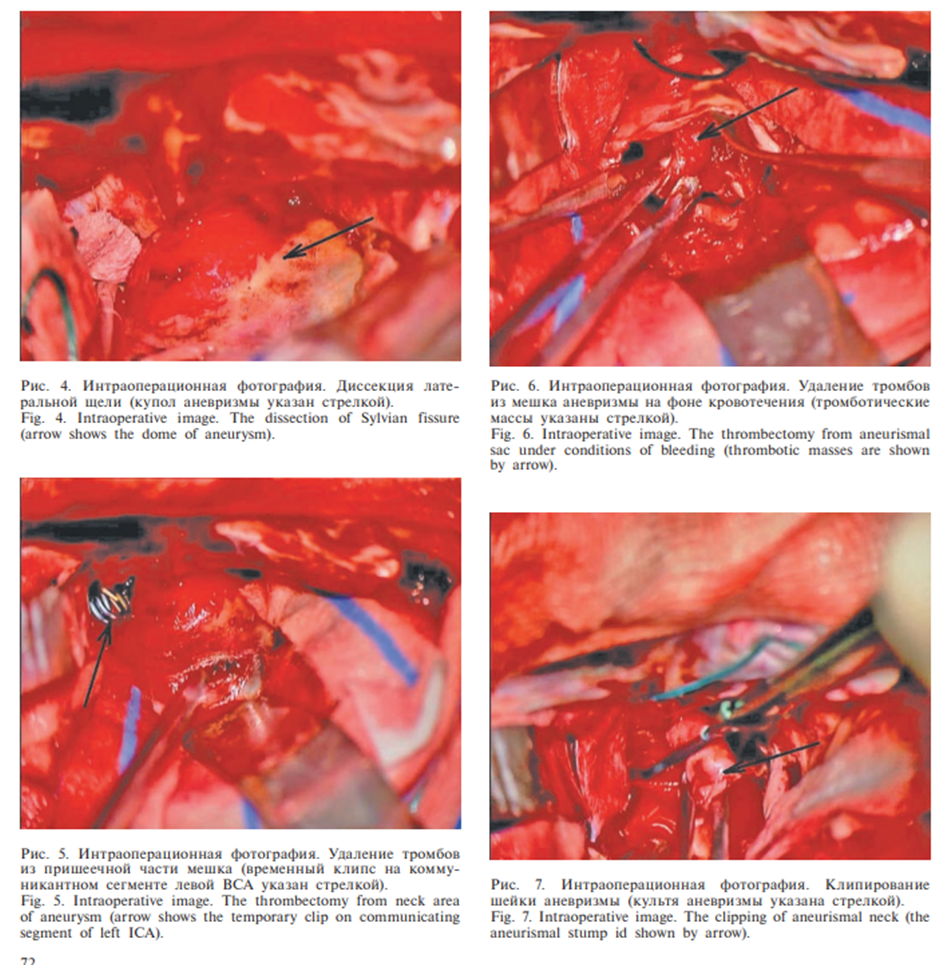 Рис. 4. Интраоперационная фотография. Диссекция лате-
ральной щели (купол аневризмы указан стрелкой).
Fig. 4. Intraoperative image. The dissection of Sylvian fissure
(arrow shows the dome of aneurysm).
Рис. 5. Интраоперационная фотография. Удаление тромбов
из пришеечной части мешка (временный клипс на комму-
никантном сегменте левой ВСА указан стрелкой).
Fig. 5. Intraoperative image. The thrombectomy from neck area
of aneurysm (arrow shows the temporary clip on communicating
segment of left ICA).
72
Рис. 6. Интраоперационная фотография. Удаление тромбов
из мешка аневризмы на фоне кровотечения (тромботические
массы указаны стрелкой).
Fig. 6. Intraoperative image. The thrombectomy from aneurismal
sac under conditions of bleeding (thrombotic masses are shown
by arrow).
Рис. 7. Интраоперационная фотография. Клипирование
шейки аневризмы (культя аневризмы указана стрелкой).
Fig. 7. Intraoperative image. The clipping of aneurismal neck (the
aneurismal stump id shown by arrow).